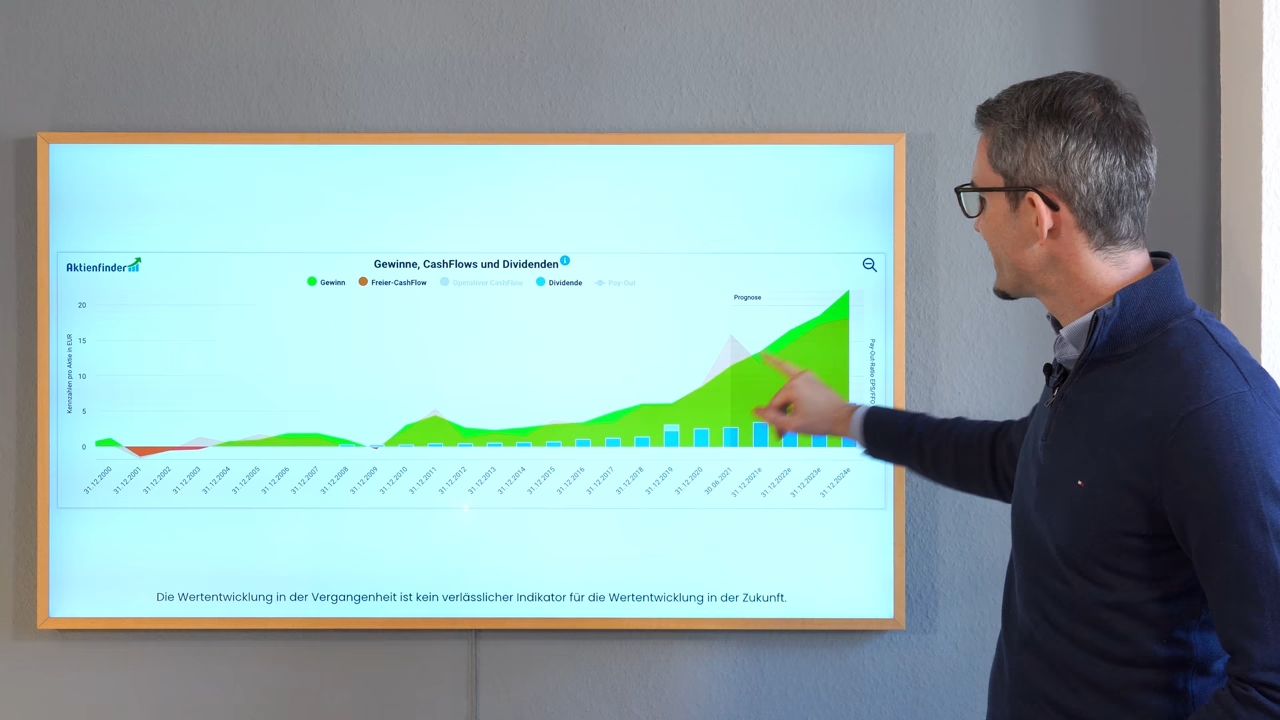 Aktienfinder
Gewinne, CashFlows und Dividenden
Gewinn
Freier-CashFlow
Operativer CashFlow
Dividende
Pay-Out
Prognose
Kennzahlen pro Aktie in EUR
20
15
10
5
0
Pay-Out Ratio EPS/FFO
31.12.2000
31.12.2001
31.12.2002
31.12.2003
31.12.2004
31.12.2005
31.12.2006
31.12.2007
31.12.2008
31.12.2009
31.12.2010
31.12.2011
31.12.2012
31.12.2013
31.12.2014
31.12.2015
31.12.2016
31.12.2017
31.12.2018
31.12.2019
31.12.2020
30.06.2021
31.12.2021e
31.12.2022e
31.12.2023e
31.12.2024e
Die Wertentwicklung in der Vergangenheit ist kein verlässlicher Indikator für die Wertentwicklung in der Zukunft.